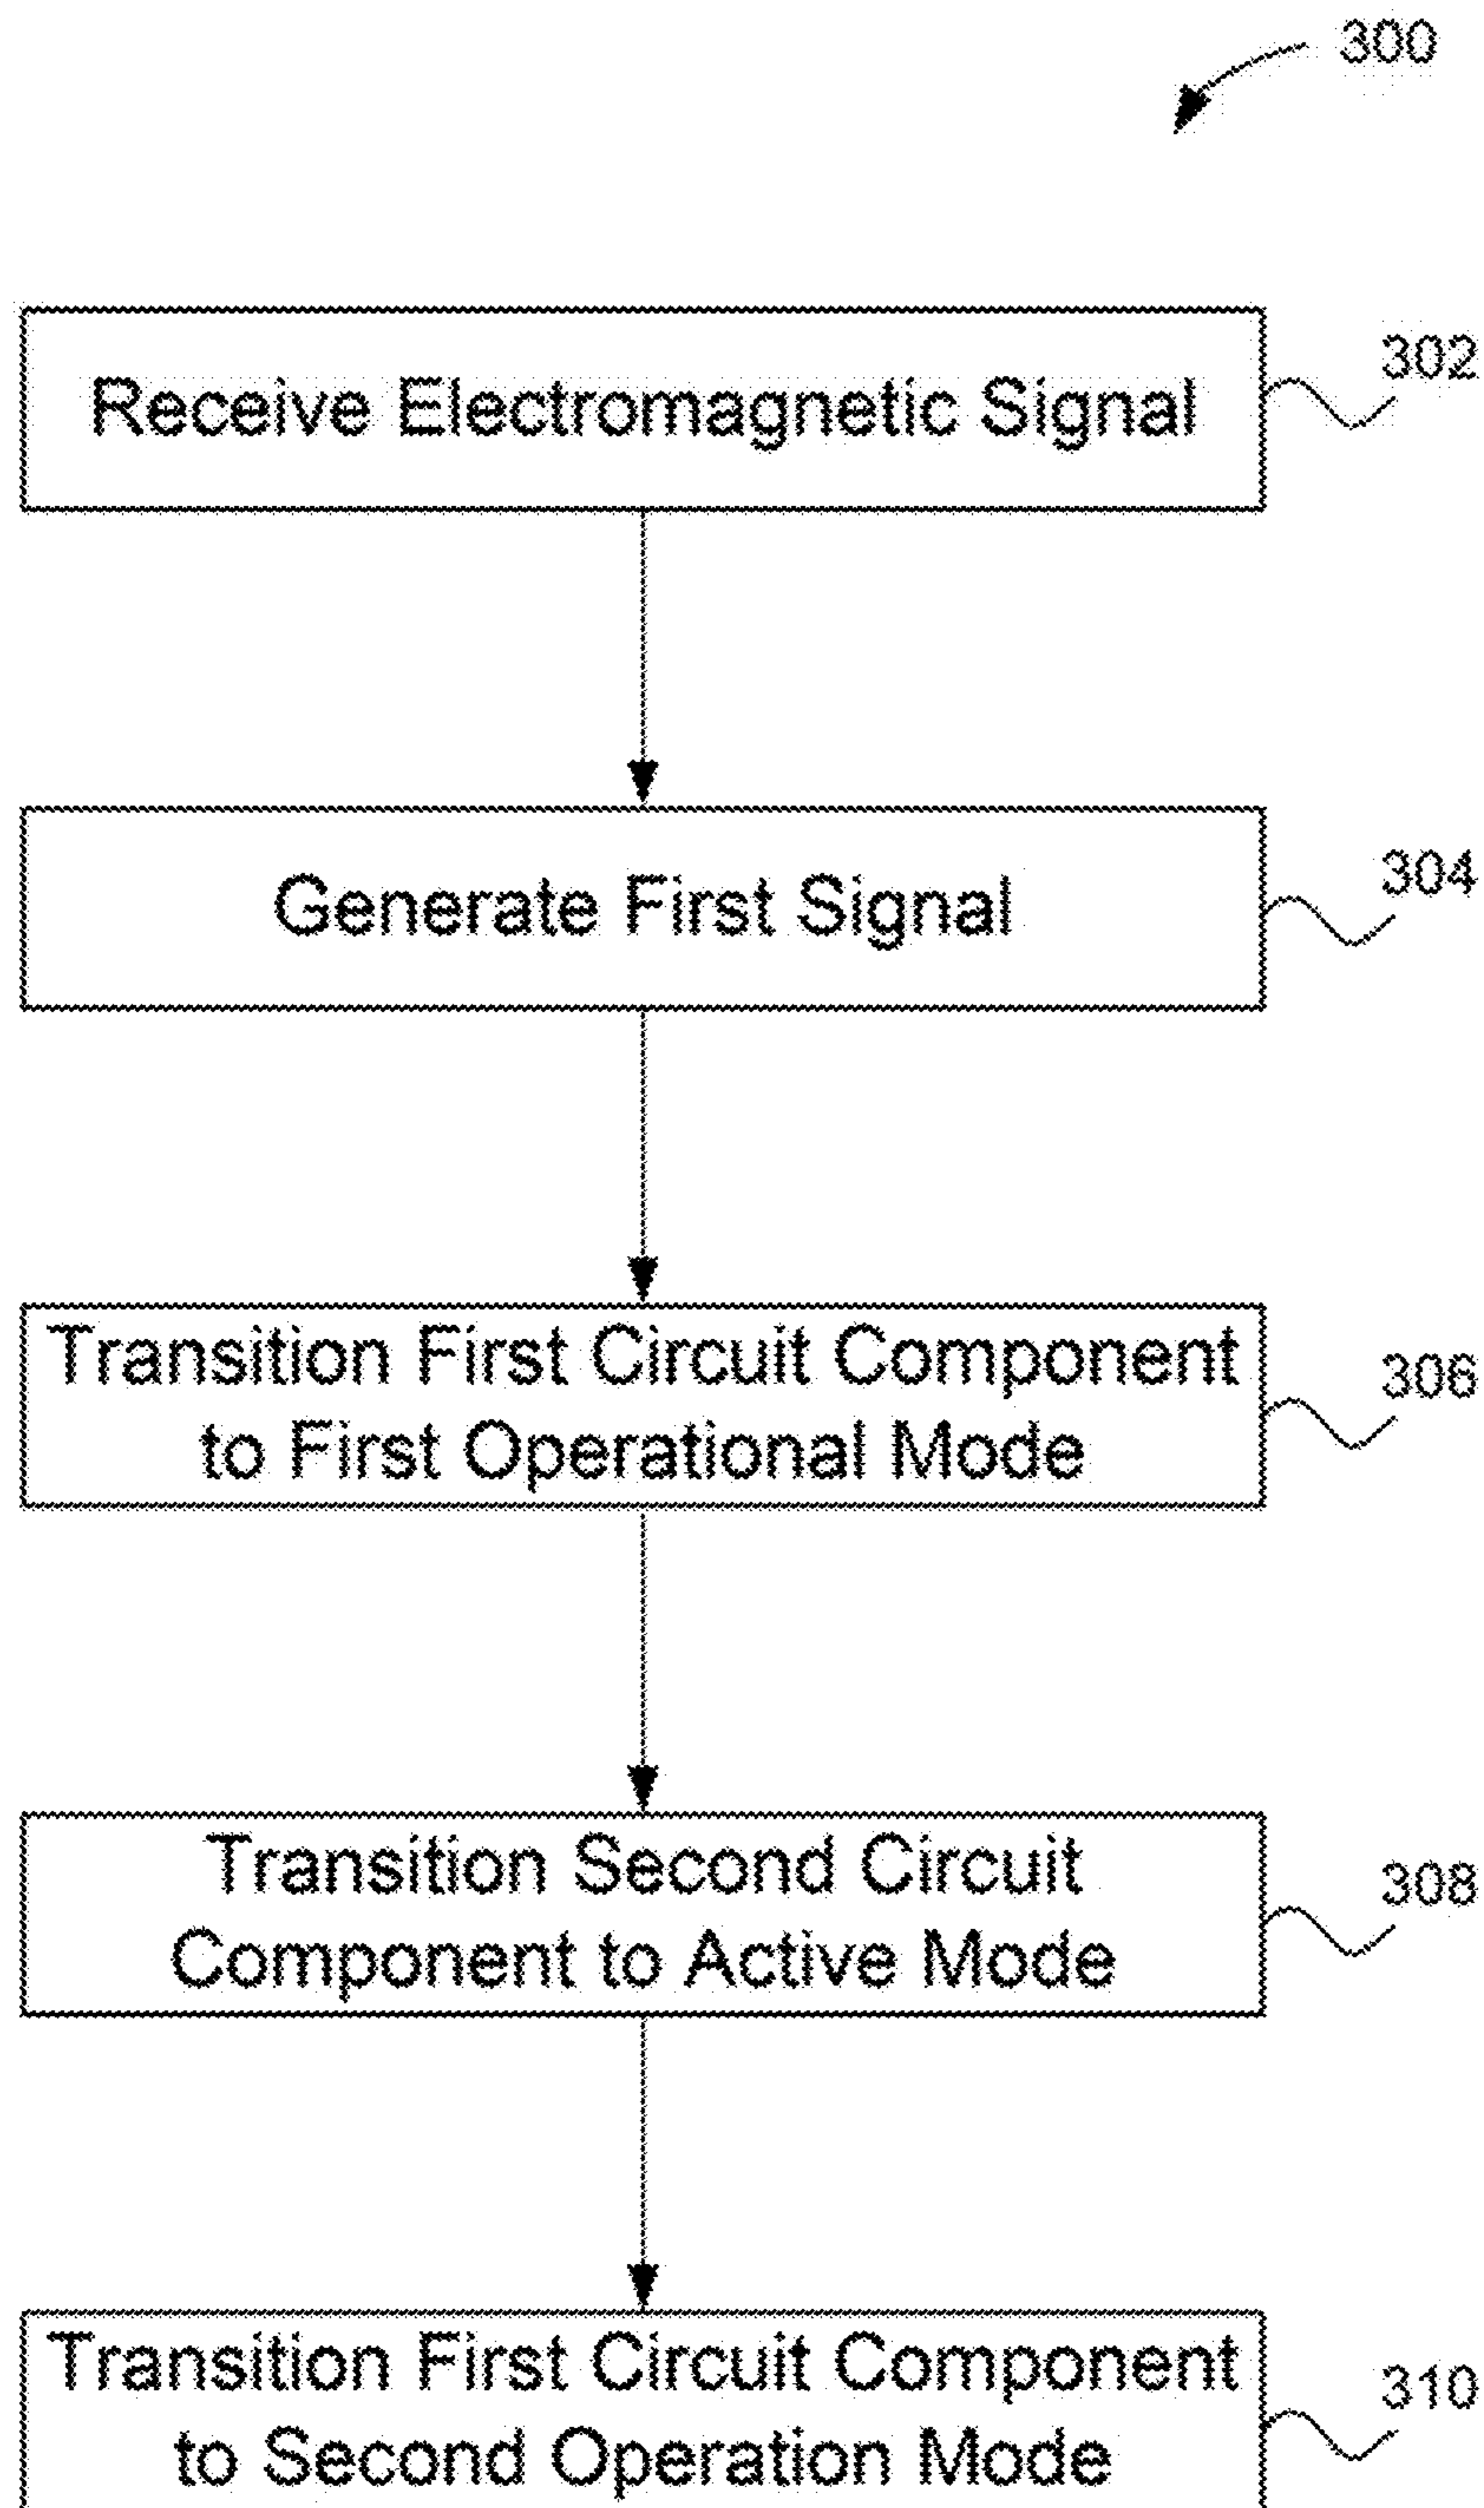 300
Receive Electromagnetic Signal
302
Generate First Signal
304
Transition First Circuit Component
to First Operational Mode
306
Transition Second Circuit
Component to Active Mode
308
Transition First Circuit Component
to Second Operation Mode
310